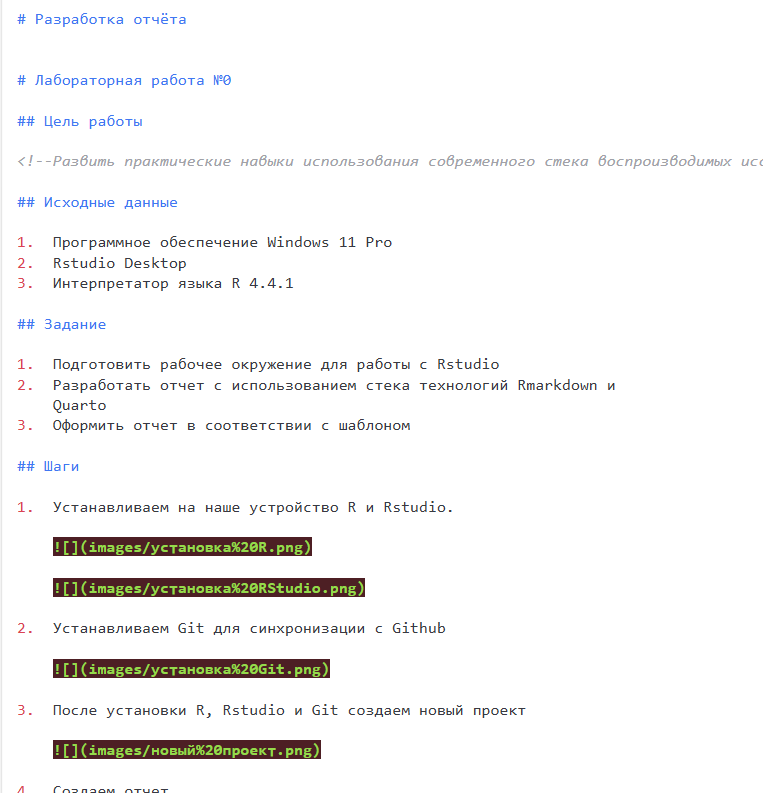 # Разработка отчёта
# Лабораторная работа №0
## Цель работы
<!--Развить практические навыки использования современного стека воспроизводимых
## Исходные данные
1. Программное обеспечение Windows 11 Pro
2. Rstudio Desktop
3. Интерпретатор языка R 4.4.1
## Задание
1. Подготовить рабочее окружение для работы с Rstudio
2. Разработать отчет с использованием стека технологий Rmarkdown и
Quarto
3. Оформить отчет в соответствии с шаблоном
## Шаги
1. Устанавливаем на наше устройство R и Rstudio.
![](images/установка%20R.png)
![](images/установка%20RStudio.png)
2. Устанавливаем Git для синхронизации с Github
![](images/установка%20Git.png)
3. После установки R, Rstudio и Git создаем новый проект
![](images/новый%20проект.png)
4. Создаем отчет